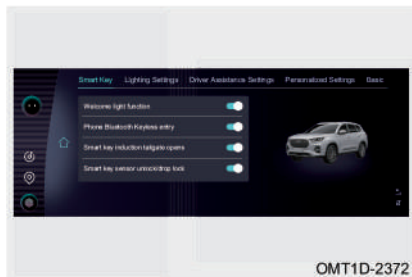 Smart Key Lighting Settings Driver Assistance Settings Personalized Settings Basic
Welcome light function
Phone Bluetooth Keyless entry
Smart key induction tailgate opens
Smart key sensor unlock/drop lock
OMT1D-2372